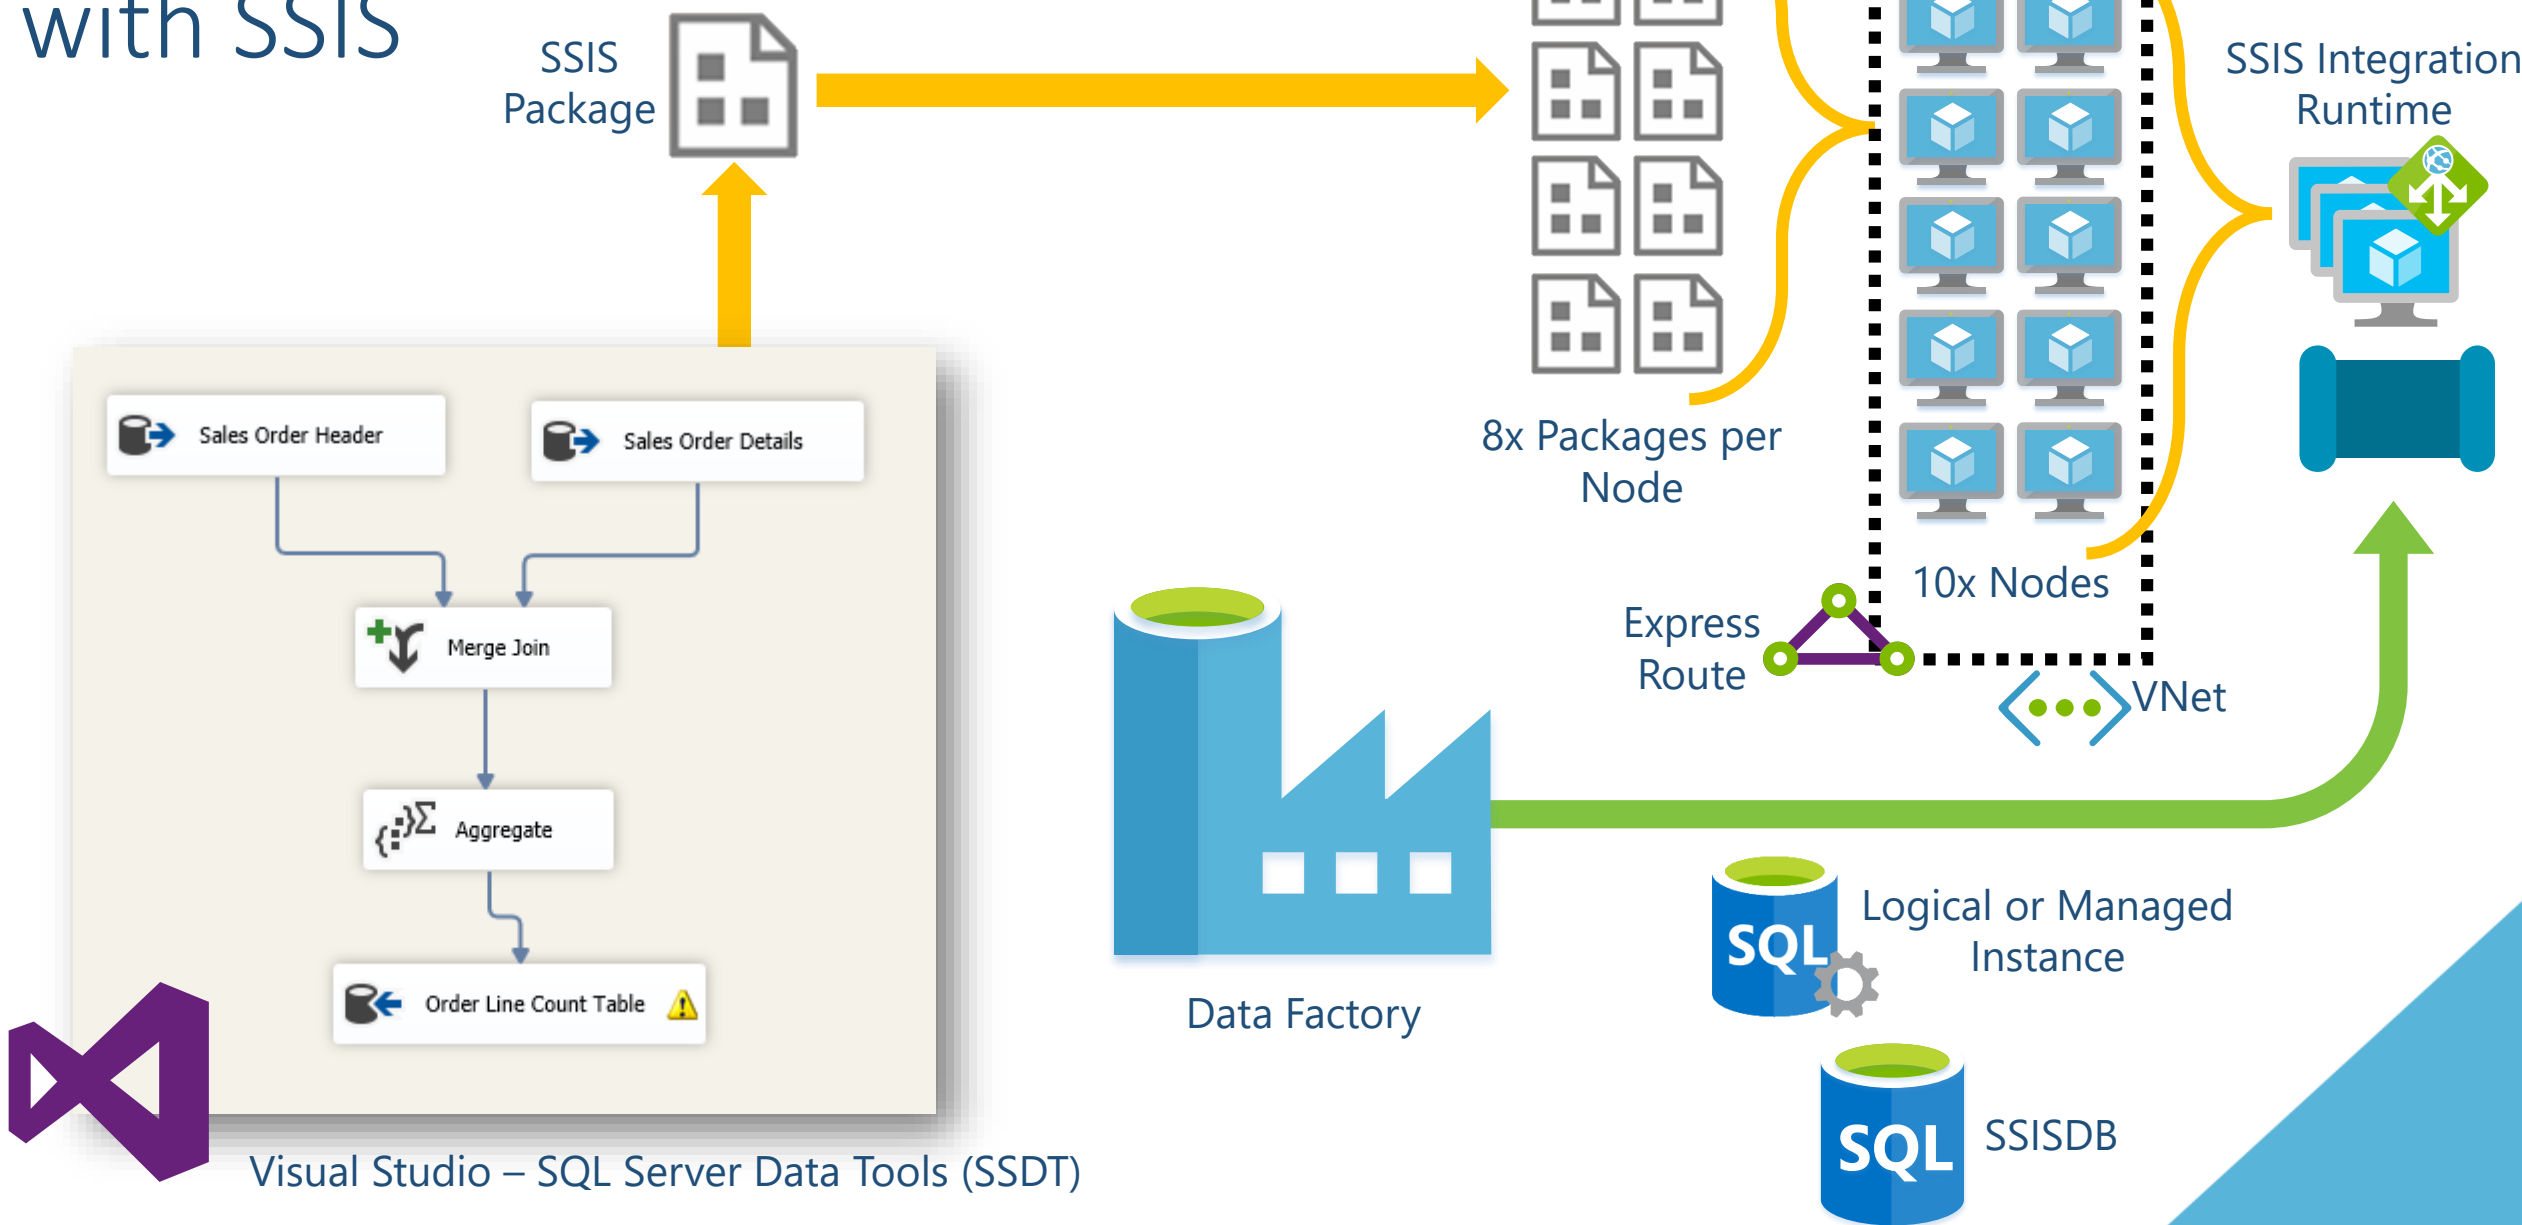 with SSIS
SSIS
Package
SSIS Integration
Runtime
Sales Order Header
Sales Order Details
8x Packages per
Node
10x Nodes
Express
Route
VNet
Merge Join
Aggregate
Order Line Count Table
Data Factory
SQL
Logical or Managed
Instance
SQL
SSISDB
Visual Studio – SQL Server Data Tools (SSDT)